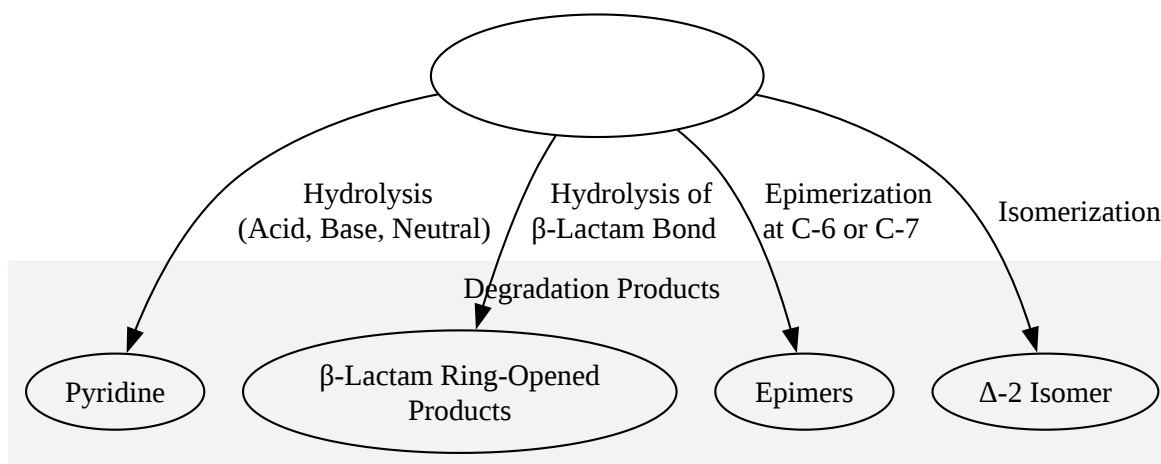 Hydrolysis
(Acid, Base, Neutral)
Hydrolysis of
β-Lactam Bond
Epimerization
at C-6 or C-7
Isomerization
Degradation Products
Pyridine
β-Lactam Ring-Opened
Products
Epimers
Δ-2 Isomer